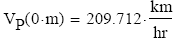 Vp(0·m) = 209.712· km/hr